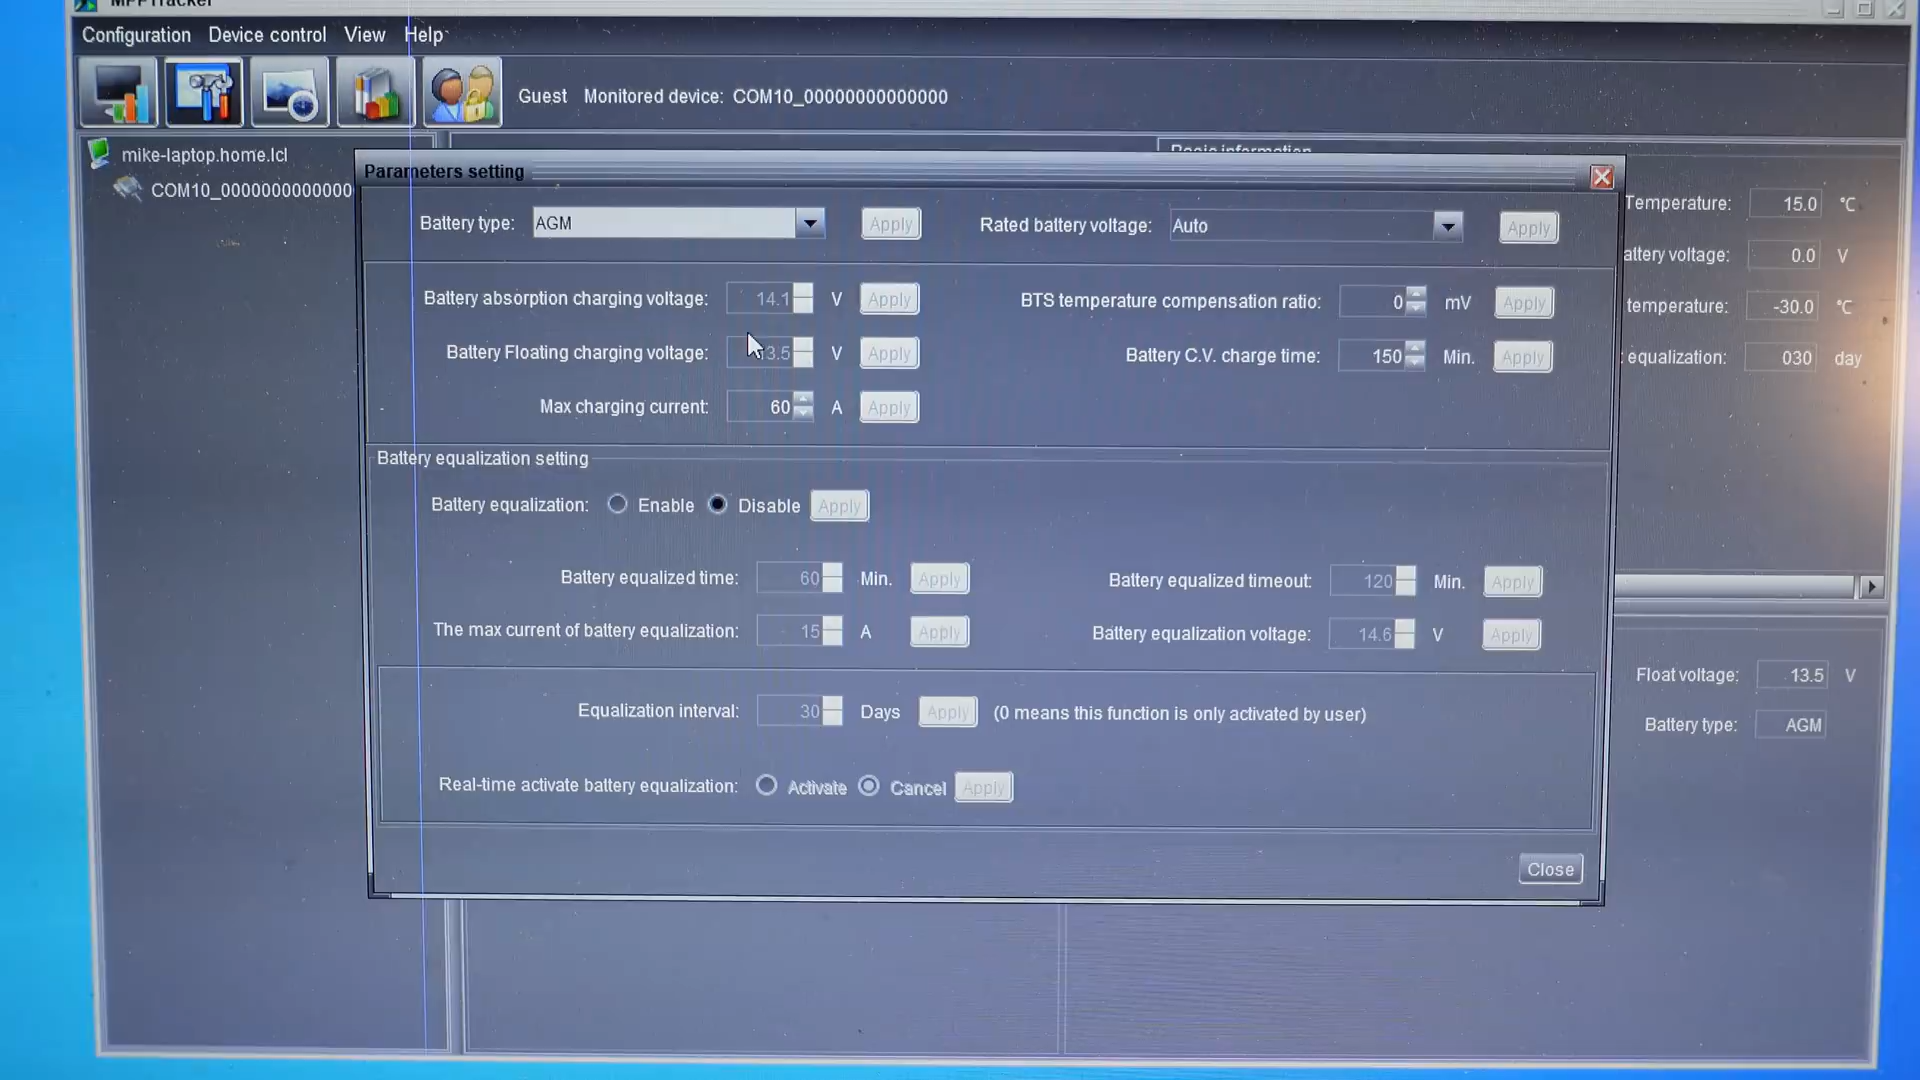 MPPTracker
Configuration Device control View Help
Guest Monitored device: COM10_00000000000000
mike-laptop.home.lcl
COM10_0000000000000
Basic information
Temperature: 15.0 °C
attery voltage: 0.0 V
temperature: -30.0 °C
equalization: 030 day
Parameters setting
Battery type: AGM Apply Rated battery voltage: Auto Apply
Battery absorption charging voltage: 14.1 V Apply BTS temperature compensation ratio: 0 mV Apply
Battery Floating charging voltage: 3.5 V Apply Battery C.V. charge time: 150 Min. Apply
Max charging current: 60 A Apply
Battery equalization setting
Battery equalization: Enable Disable Apply
Battery equalized time: 60 Min. Apply Battery equalized timeout: 120 Min. Apply
The max current of battery equalization: 15 A Apply Battery equalization voltage: 14.6 V Apply
Equalization interval: 30 Days Apply (0 means this function is only activated by user)
Real-time activate battery equalization: Activate Cancel Apply
Close
Float voltage: 13.5 V
Battery type: AGM